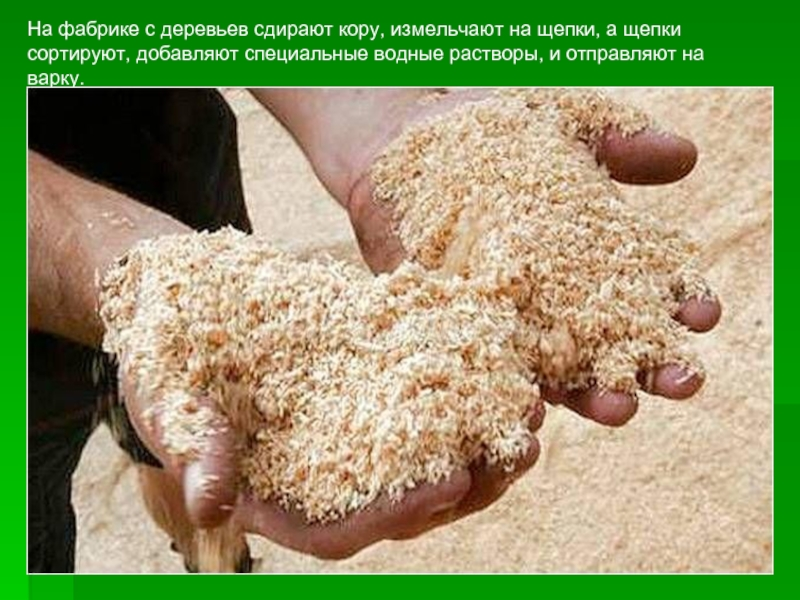 На фабрике с деревьев сдирают кору, измельчают на щепки, а щепки
сортируют, добавляют специальные водные растворы, и отправляют на
варку.